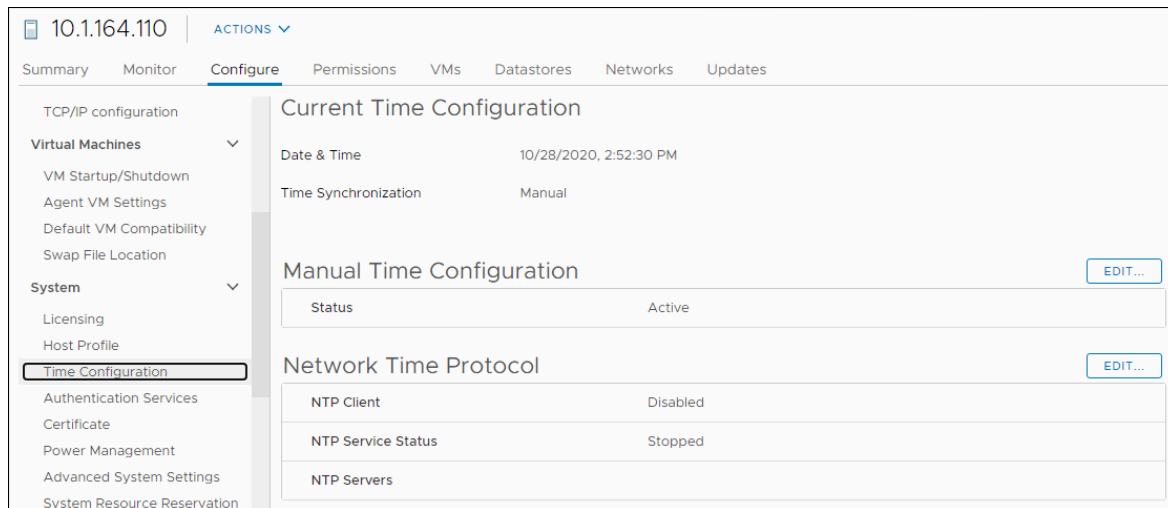 10.1.164.110 ACTIONS
Summary Monitor Configure Permissions VMs Datastores Networks Updates
TCP/IP configuration
Virtual Machines
VM Startup/Shutdown
Agent VM Settings
Default VM Compatibility
Swap File Location
System
Licensing
Host Profile
Time Configuration
Authentication Services
Certificate
Power Management
Advanced System Settings
System Resource Reservation
Current Time Configuration
Date & Time 10/28/2020, 2:52:30 PM
Time Synchronization Manual
Manual Time Configuration EDIT...
Status Active
Network Time Protocol EDIT...
NTP Client Disabled
NTP Service Status Stopped
NTP Servers